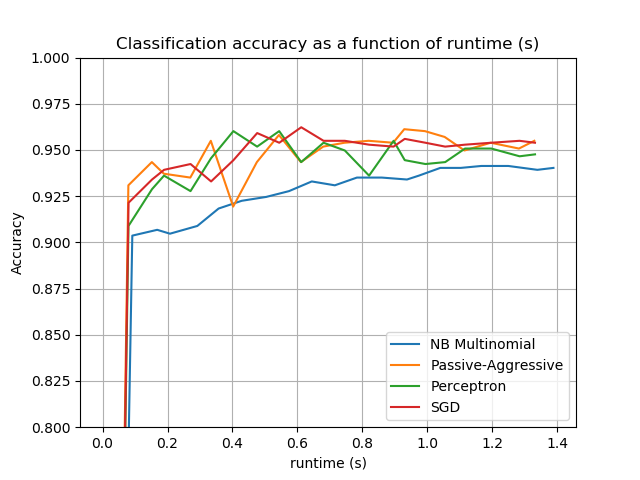 Classification accuracy as a function of runtime (s)
1.000
0.975
0.950
0.925
0.900
0.875
0.850
0.825
0.800
Accuracy
NB Multinomial
Passive-Aggressive
Perceptron
SGD
0.0 0.2 0.4 0.6 0.8 1.0 1.2 1.4
runtime (s)